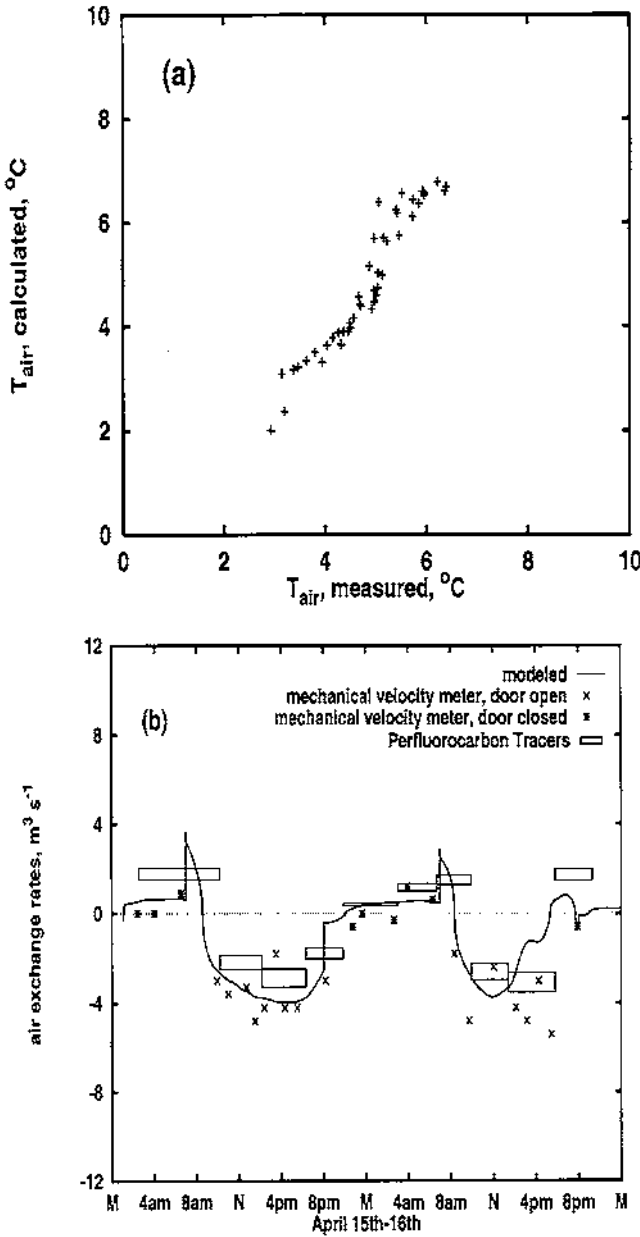 10
(a)
8
6
4
2
0
T_air, calculated, °C
0 2 4 6 8 10
T_air, measured, °C
12
modeled
mechanical velocity meter, door open
(b)
mechanical velocity meter, door closed
8
Perfluorocarbon Tracers
4
0
-4
-8
-12
air exchange rates, m³ s⁻¹
M 4am 8am N 4pm 8pm M 4am 8am N 4pm 8pm M
April 15th-16th